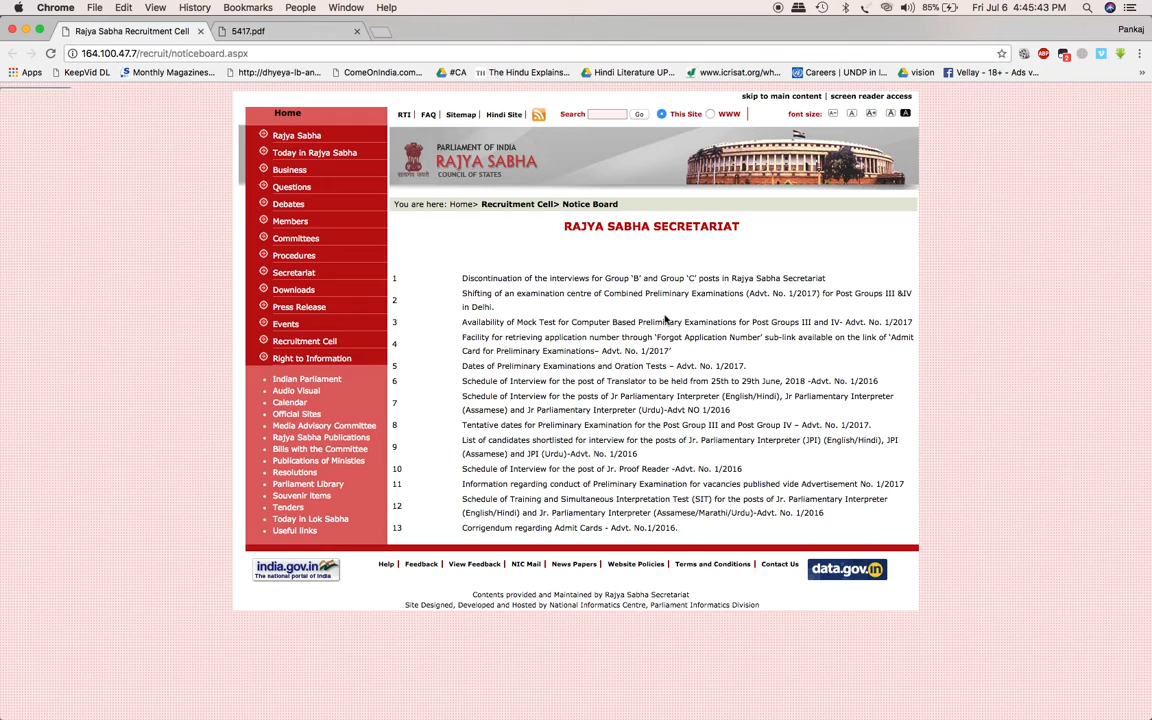 Chrome File Edit View History Bookmarks People Window Help 85% Fri Jul 6 4:45:43 PM
Rajya Sabha Recruitment Cell 5417.pdf Pankaj
164.100.47.7/recruit/noticeboard.aspx
Apps KeepVid DL Monthly Magazines... http://dhyeya-lb-an... ComeOnIndia.com... #CA The Hindu Explains... Hindi Literature UP... www.icrisat.org/wh... Careers | UNDP in I... vision Vellay - 18+ - Ads v...
skip to main content | screen reader access
Home
RTI FAQ Sitemap Hindi Site Search Go This Site WWW font size: A- A A+ A A
PARLIAMENT OF INDIA
RAJYA SABHA
COUNCIL OF STATES
Rajya Sabha
Today in Rajya Sabha
Business
Questions
Debates
Members
Committees
Procedures
Secretariat
Downloads
Press Release
Events
Recruitment Cell
Right to Information
Indian Parliament
Audio Visual
Calendar
Official Sites
Media Advisory Committee
Rajya Sabha Publications
Bills with the Committee
Publications of Ministries
Resolutions
Parliament Library
Souvenir items
Tenders
Today in Lok Sabha
Useful links
You are here: Home> Recruitment Cell> Notice Board
RAJYA SABHA SECRETARIAT
1 Discontinuation of the interviews for Group 'B' and Group 'C' posts in Rajya Sabha Secretariat
2 Shifting of an examination centre of Combined Preliminary Examinations (Advt. No. 1/2017) for Post Groups III &IV
in Delhi.
3 Availability of Mock Test for Computer Based Preliminary Examinations for Post Groups III and IV- Advt. No. 1/2017
4 Facility for retrieving application number through 'Forgot Application Number' sub-link available on the link of 'Admit
Card for Preliminary Examinations– Advt. No. 1/2017'
5 Dates of Preliminary Examinations and Oration Tests – Advt. No. 1/2017.
6 Schedule of Interview for the post of Translator to be held from 25th to 29th June, 2018 -Advt. No. 1/2016
7 Schedule of Interview for the posts of Jr Parliamentary Interpreter (English/Hindi), Jr Parliamentary Interpreter
(Assamese) and Jr Parliamentary Interpreter (Urdu)-Advt NO 1/2016
8 Tentative dates for Preliminary Examination for the Post Group III and Post Group IV – Advt. No. 1/2017.
9 List of candidates shortlisted for interview for the posts of Jr. Parliamentary Interpreter (JPI) (English/Hindi), JPI
(Assamese) and JPI (Urdu)-Advt. No. 1/2016
10 Schedule of Interview for the post of Jr. Proof Reader -Advt. No. 1/2016
11 Information regarding conduct of Preliminary Examination for vacancies published vide Advertisement No. 1/2017
12 Schedule of Training and Simultaneous Interpretation Test (SIT) for the posts of Jr. Parliamentary Interpreter
(English/Hindi) and Jr. Parliamentary Interpreter (Assamese/Marathi/Urdu)-Advt. No. 1/2016
13 Corrigendum regarding Admit Cards - Advt. No.1/2016.
india.gov.in
The national portal of India
Help Feedback View Feedback NIC Mail News Papers Website Policies Terms and Conditions Contact Us
data.gov.in
Contents provided and Maintained by Rajya Sabha Secretariat
Site Designed, Developed and Hosted by National Informatics Centre, Parliament Informatics Division